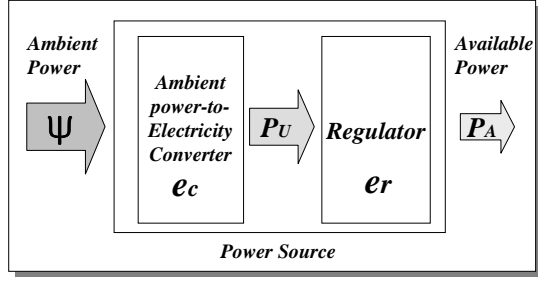 Ambient
Power
Ψ
Ambient
power-to-
Electricity
Converter
ec
PU
Regulator
er
Available
Power
PA
Power Source